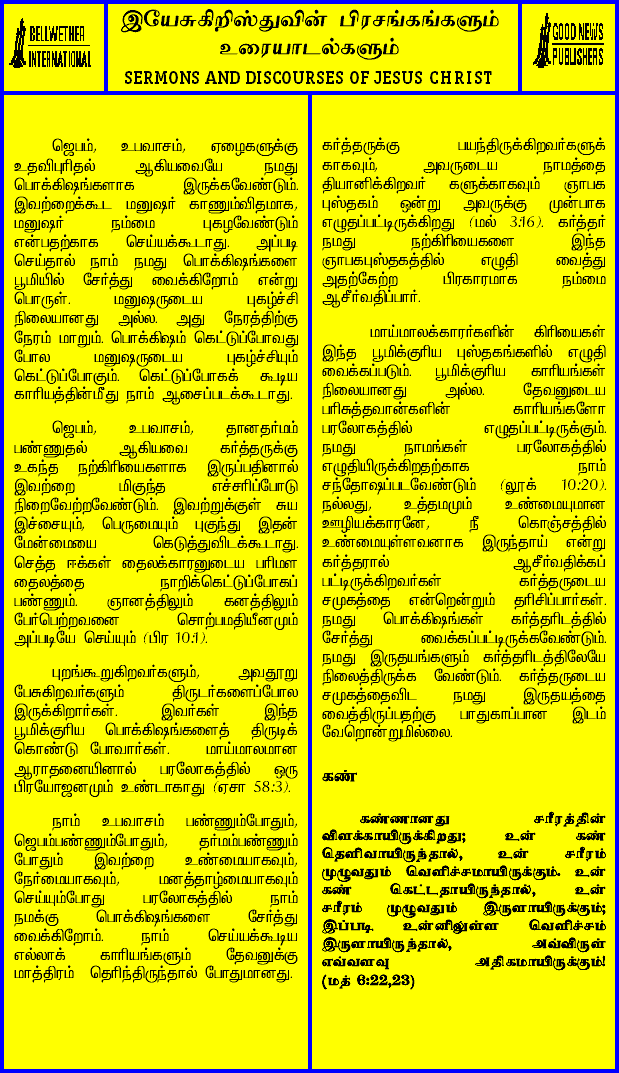 BELLWETHER
INTERNATIONAL
இயேசுகிறிஸ்துவின் பிரசங்கங்களும்
உரையாடல்களும்
SERMONS AND DISCOURSES OF JESUS CHRIST
GOOD NEWS
PUBLISHERS
ஜெபம், உபவாசம், ஏழைகளுக்கு
உதவிபுரிதல் ஆகியவையே நமது
பொக்கிஷங்களாக இருக்கவேண்டும்.
இவற்றைக்கூட மனுஷர் காணும்விதமாக,
மனுஷர் நம்மை புகழவேண்டும்
என்பதற்காக செய்யக்கூடாது. அப்படி
செய்தால் நாம் நமது பொக்கிஷங்களை
பூமியில் சேர்த்து வைக்கிறோம் என்று
பொருள். மனுஷருடைய புகழ்ச்சி
நிலையானது அல்ல. அது நேரத்திற்கு
நேரம் மாறும். பொக்கிஷம் கெட்டுப்போவது
போல மனுஷருடைய புகழ்ச்சியும்
கெட்டுப்போகும். கெட்டுப்போகக் கூடிய
காரியத்தின்மீது நாம் ஆசைப்படக்கூடாது.
ஜெபம், உபவாசம், தானதர்மம்
பண்ணுதல் ஆகியவை கர்த்தருக்கு
உகந்த நற்கிரியைகளாக இருப்பதினால்
இவற்றை மிகுந்த எச்சரிப்போடு
நிறைவேற்றவேண்டும். இவற்றுக்குள் சுய
இச்சையும், பெருமையும் புகுந்து இதன்
மேன்மையை கெடுத்துவிடக்கூடாது.
செத்த ஈக்கள் தைலக்காரனுடைய பரிமள
தைலத்தை நாறிக்கெட்டுப்போகப்
பண்ணும். ஞானத்திலும் கனத்திலும்
பேர்பெற்றவனை சொற்பமதியீனமும்
அப்படியே செய்யும் (பிர 10:1).
புறங்கூறுகிறவர்களும், அவதூறு
பேசுகிறவர்களும் திருடர்களைப்போல
இருக்கிறார்கள். இவர்கள் இந்த
பூமிக்குரிய பொக்கிஷங்களைத் திருடிக்
கொண்டு போவார்கள். மாய்மாலமான
ஆராதனையினால் பரலோகத்தில் ஒரு
பிரயோஜனமும் உண்டாகாது (ஏசா 58:3).
நாம் உபவாசம் பண்ணும்போதும்,
ஜெபம்பண்ணும்போதும், தர்மம்பண்ணும்
போதும் இவற்றை உண்மையாகவும்,
நேர்மையாகவும், மனத்தாழ்மையாகவும்
செய்யும்போது பரலோகத்தில் நாம்
நமக்கு பொக்கிஷங்களை சேர்த்து
வைக்கிறோம். நாம் செய்யக்கூடிய
எல்லாக் காரியங்களும் தேவனுக்கு
மாத்திரம் தெரிந்திருந்தால் போதுமானது.
கர்த்தருக்கு பயந்திருக்கிறவர்களுக்
காகவும், அவருடைய நாமத்தை
தியானிக்கிறவர் களுக்காகவும் ஞாபக
புஸ்தகம் ஒன்று அவருக்கு முன்பாக
எழுதப்பட்டிருக்கிறது (மல் 3:16). கர்த்தர்
நமது நற்கிரியைகளை இந்த
ஞாபகபுஸ்தகத்தில் எழுதி வைத்து
அதற்கேற்ற பிரகாரமாக நம்மை
ஆசீர்வதிப்பார்.
மாய்மாலக்காரர்களின் கிரியைகள்
இந்த பூமிக்குரிய புஸ்தகங்களில் எழுதி
வைக்கப்படும். பூமிக்குரிய காரியங்கள்
நிலையானது அல்ல. தேவனுடைய
பரிசுத்தவான்களின் காரியங்களோ
பரலோகத்தில் எழுதப்பட்டிருக்கும்.
நமது நாமங்கள் பரலோகத்தில்
எழுதியிருக்கிறதற்காக நாம்
சந்தோஷப்படவேண்டும் (லூக் 10:20).
நல்லது, உத்தமமும் உண்மையுமான
ஊழியக்காரனே, நீ கொஞ்சத்தில்
உண்மையுள்ளவனாக இருந்தாய் என்று
கர்த்தரால் ஆசீர்வதிக்கப்
பட்டிருக்கிறவர்கள் கர்த்தருடைய
சமுகத்தை என்றென்றும் தரிசிப்பார்கள்.
நமது பொக்கிஷங்கள் கர்த்தரிடத்தில்
சேர்த்து வைக்கப்பட்டிருக்கவேண்டும்.
நமது இருதயங்களும் கர்த்தரிடத்திலேயே
நிலைத்திருக்க வேண்டும். கர்த்தருடைய
சமுகத்தைவிட நமது இருதயத்தை
வைத்திருப்பதற்கு பாதுகாப்பான இடம்
வேறொன்றுமில்லை.
கண்
கண்ணானது சரீரத்தின்
விளக்காயிருக்கிறது; உன் கண்
தெளிவாயிருந்தால், உன் சரீரம்
முழுவதும் வெளிச்சமாயிருக்கும். உன்
கண் கெட்டதாயிருந்தால், உன்
சரீரம் முழுவதும் இருளாயிருக்கும்;
இப்படி உன்னிலுள்ள வெளிச்சம்
இருளாயிருந்தால், அவ்விருள்
எவ்வளவு அதிகமாயிருக்கும்!
(மத் 6:22,23)